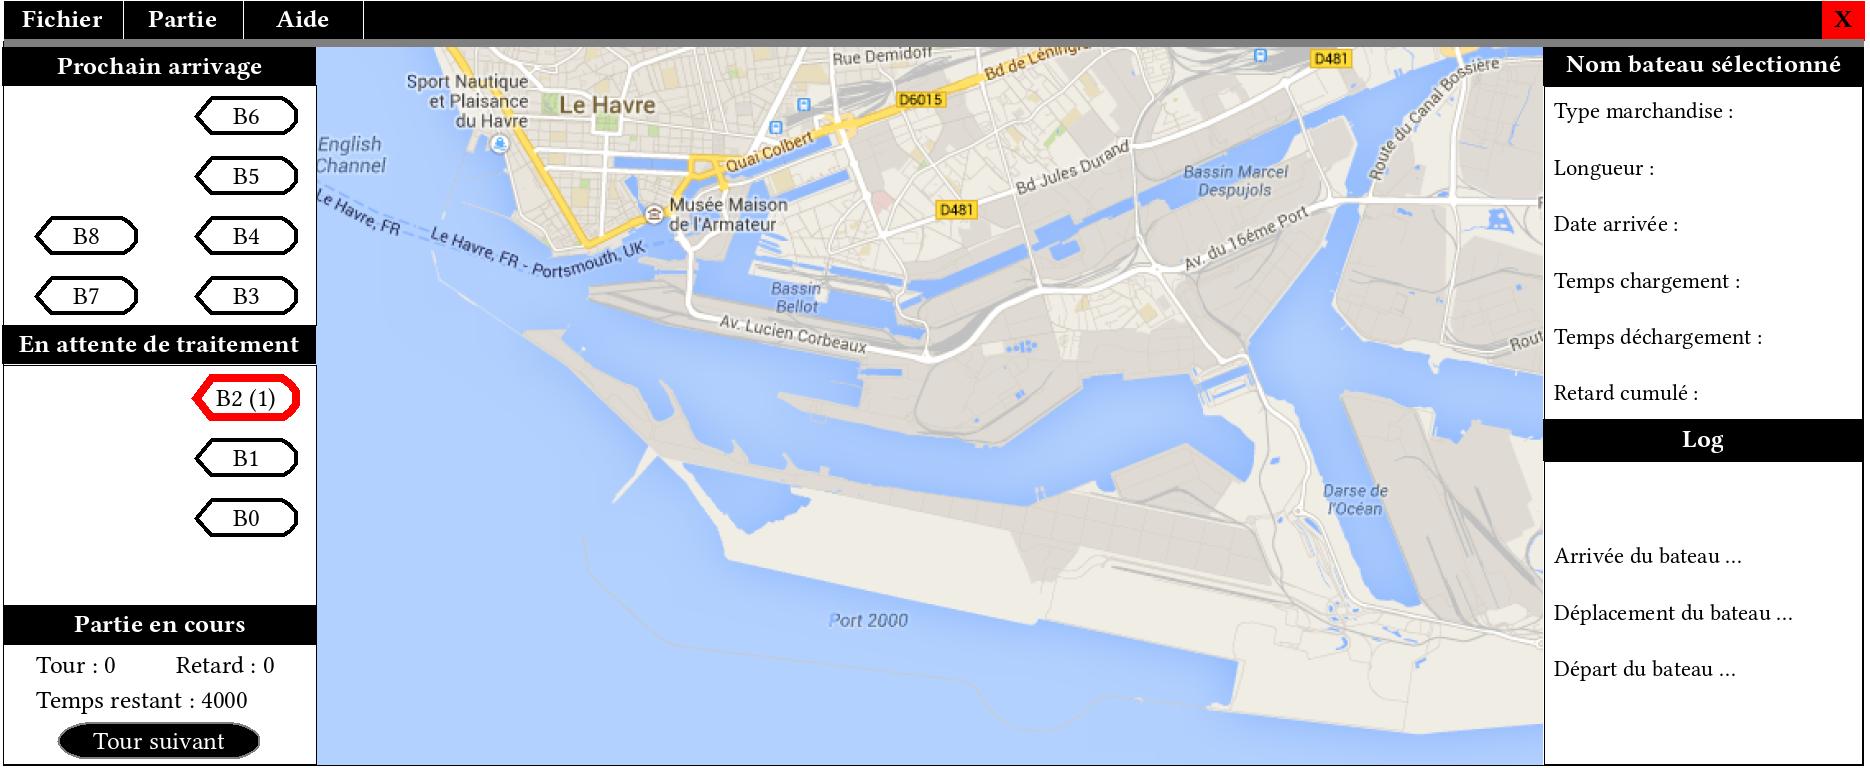 Fichier
Partie
Aide
X
Prochain arrivage
B6
B5
B8
B4
B7
B3
En attente de traitement
B2 (1)
B1
B0
Partie en cours
Tour : 0
Retard : 0
Temps restant : 4000
Tour suivant
Sport Nautique
et Plaisance
du Havre
Le Havre
Rue Demidoff
Bd de Léningr
D6015
D481
Route du Canal Bossière
English
Channel
Quai Colbert
Bd Jules Durand
Bassin Marcel
Despujols
Le Havre, FR
Le Havre, FR - Portsmouth, UK
Musée Maison
de l'Armateur
D481
Av. du 16éme Port
Bassin
Bellot
Av. Lucien Corbeaux
Rout
Darse de
l'Océan
Port 2000
Nom bateau sélectionné
Type marchandise :
Longueur :
Date arrivée :
Temps chargement :
Temps déchargement :
Retard cumulé :
Log
Arrivée du bateau ...
Déplacement du bateau ...
Départ du bateau ...